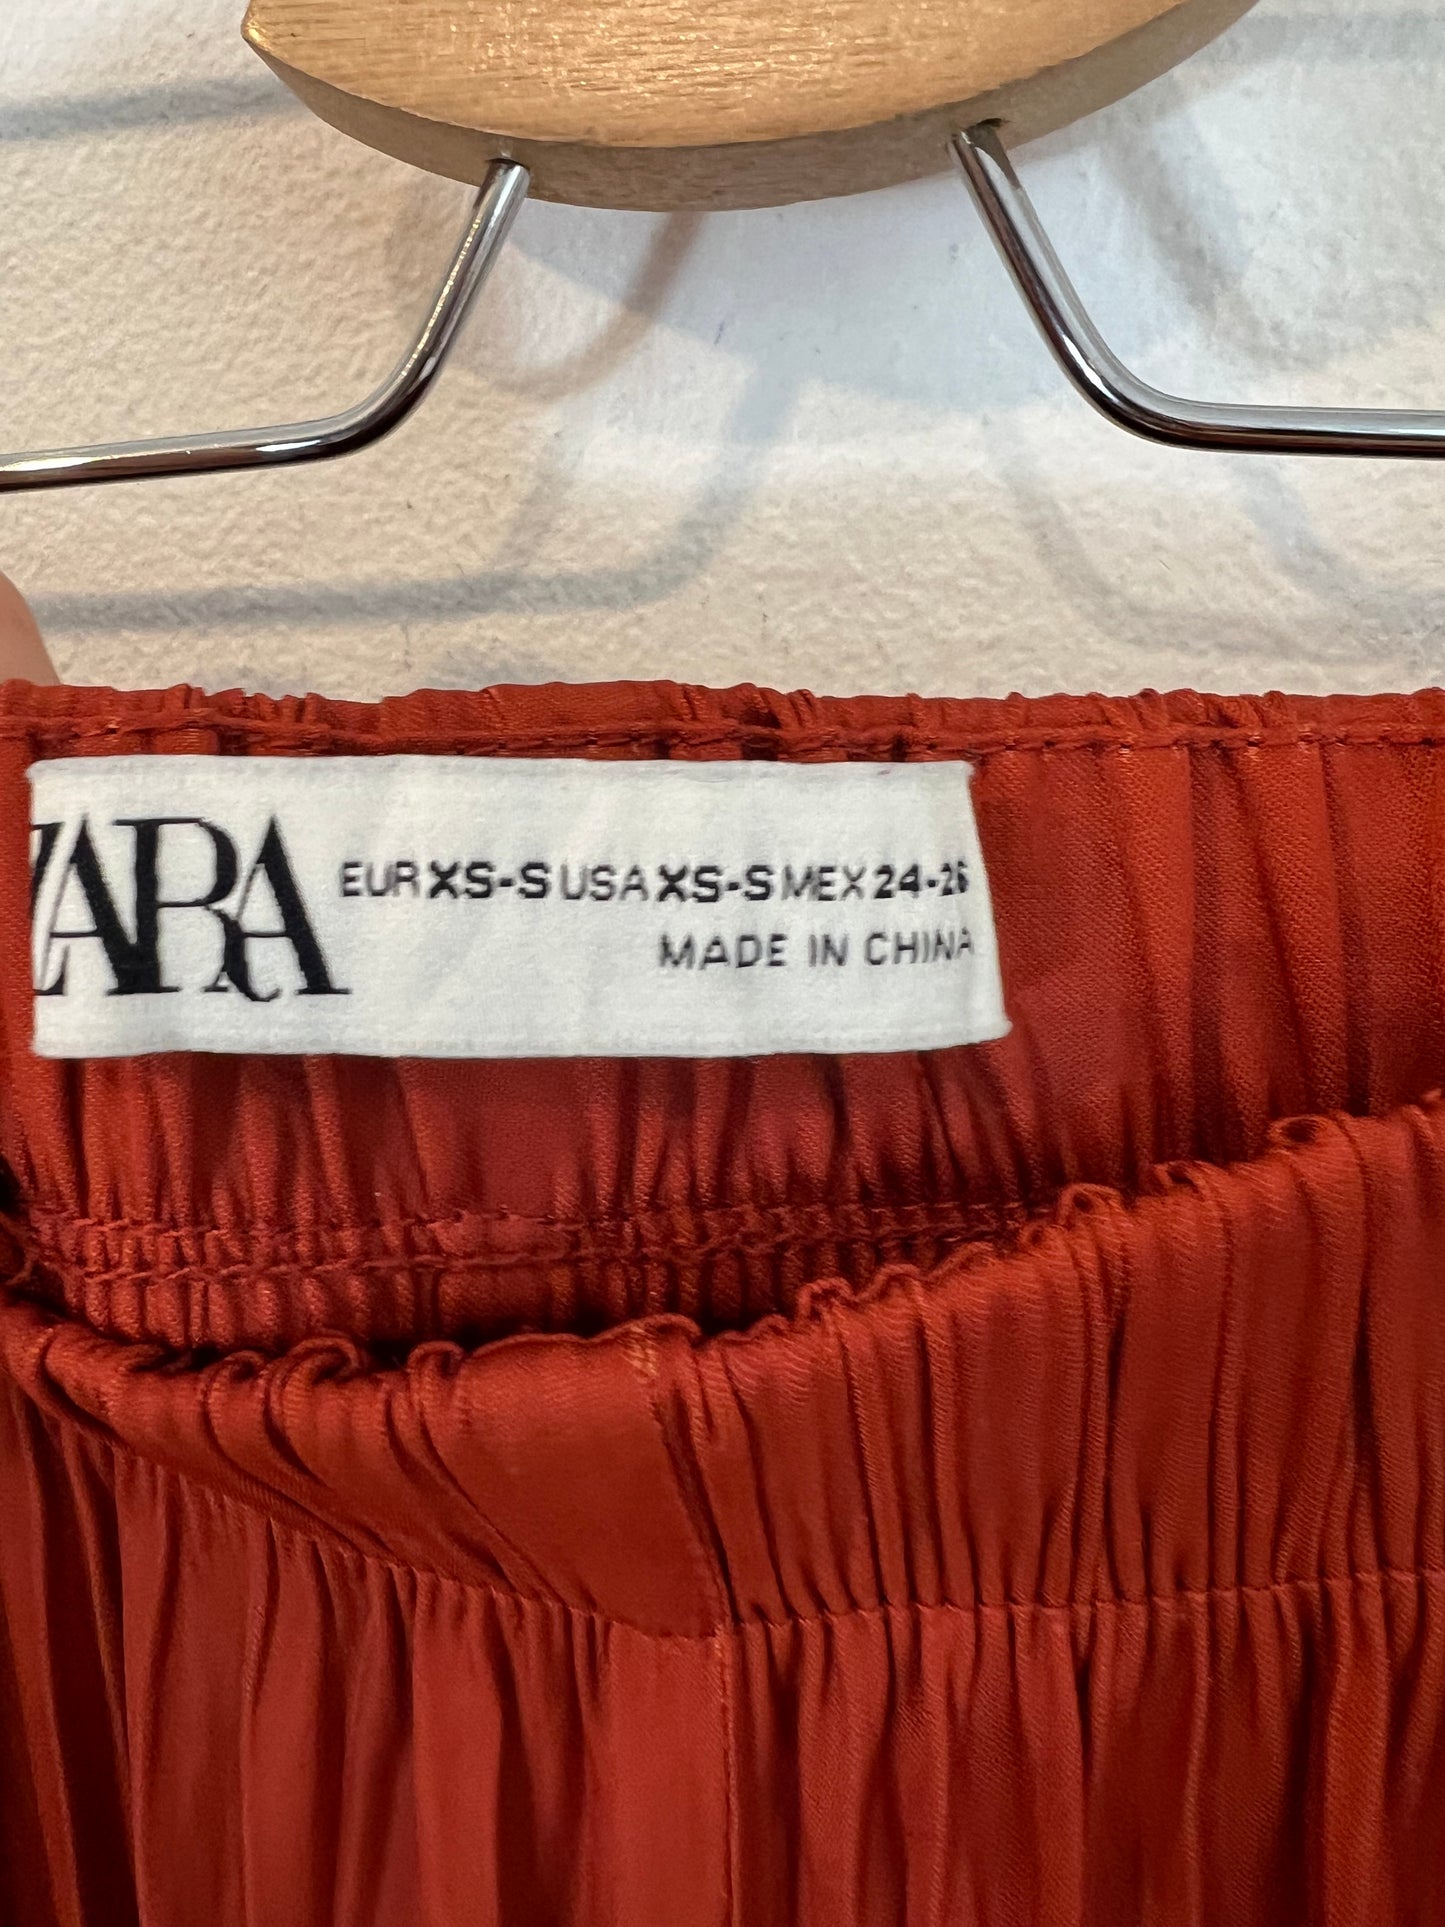 ZARA
EUR XS-S USA XS-S MEX 24-26
MADE IN CHINA